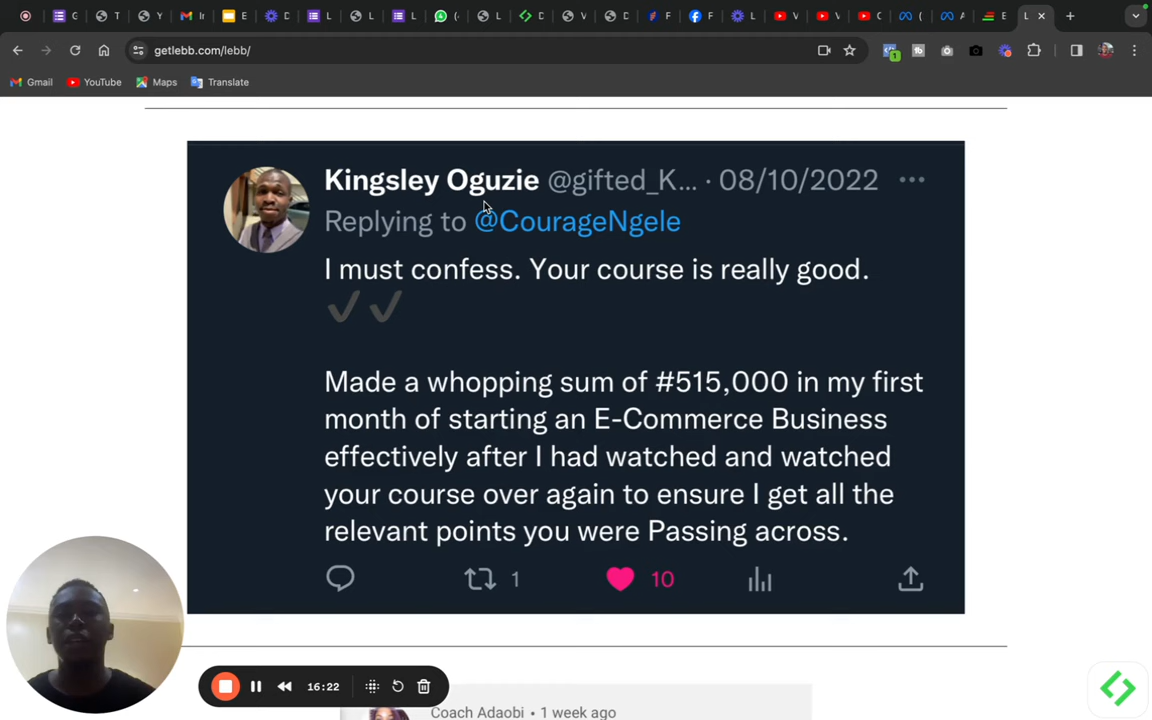 G
L
T
Y
Ir
E
D
L
L
L
(
L
D
V
D
F
F
L
V
V
C
(
A
E
L
getlebb.com/lebb/
1
Gmail
YouTube
Maps
Translate
Kingsley Oguzie @gifted_K... · 08/10/2022
Replying to @CourageNgele
I must confess. Your course is really good.
✔✔
Made a whopping sum of #515,000 in my first
month of starting an E-Commerce Business
effectively after I had watched and watched
your course over again to ensure I get all the
relevant points you were Passing across.
1
10
16:22
Coach Adaobi • 1 week ago